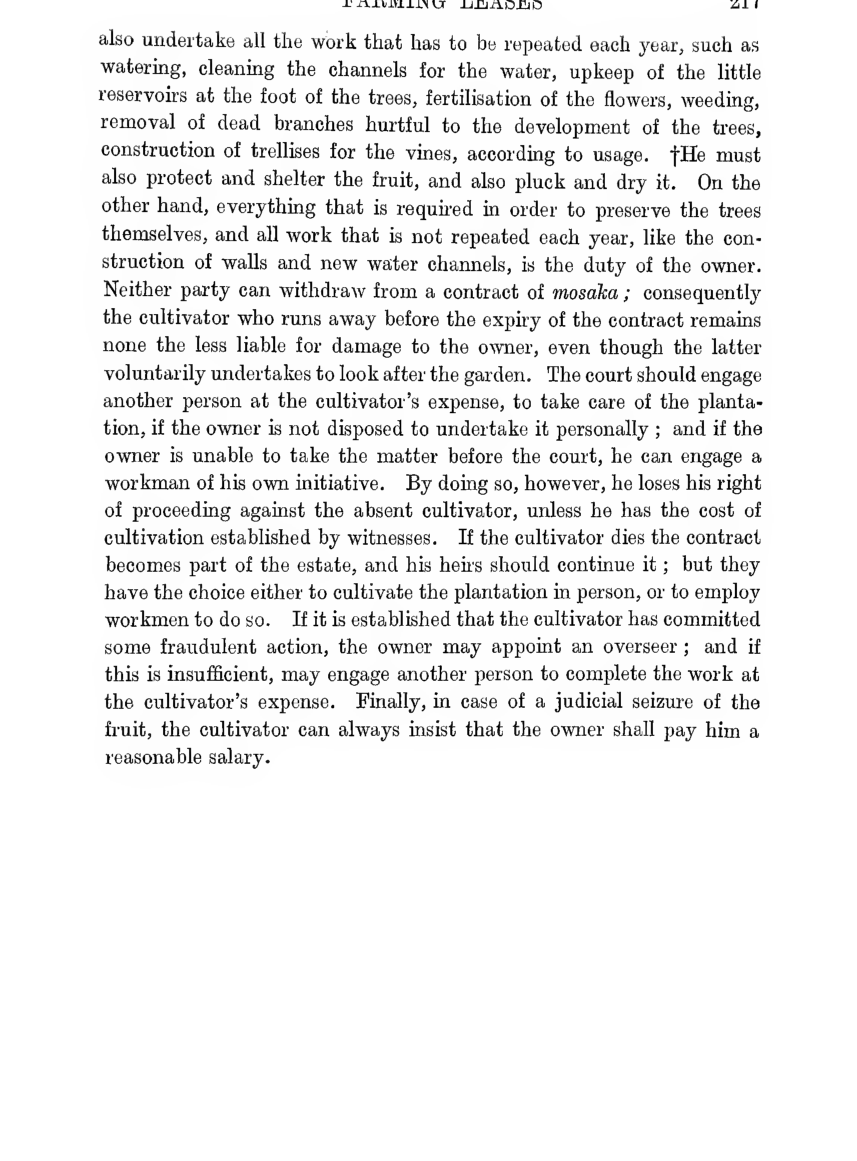 FARMING LEASES 217
also undertake all the work that has to be repeated each year, such as
watering, cleaning the channels for the water, upkeep of the little
reservoirs at the foot of the trees, fertilisation of the flowers, weeding,
removal of dead branches hurtful to the development of the trees,
construction of trellises for the vines, according to usage. †He must
also protect and shelter the fruit, and also pluck and dry it. On the
other hand, everything that is required in order to preserve the trees
themselves, and all work that is not repeated each year, like the con-
struction of walls and new water channels, is the duty of the owner.
Neither party can withdraw from a contract of mosaka ; consequently
the cultivator who runs away before the expiry of the contract remains
none the less liable for damage to the owner, even though the latter
voluntarily undertakes to look after the garden. The court should engage
another person at the cultivator's expense, to take care of the planta-
tion, if the owner is not disposed to undertake it personally ; and if the
owner is unable to take the matter before the court, he can engage a
workman of his own initiative. By doing so, however, he loses his right
of proceeding against the absent cultivator, unless he has the cost of
cultivation established by witnesses. If the cultivator dies the contract
becomes part of the estate, and his heirs should continue it ; but they
have the choice either to cultivate the plantation in person, or to employ
workmen to do so. If it is established that the cultivator has committed
some fraudulent action, the owner may appoint an overseer ; and if
this is insufficient, may engage another person to complete the work at
the cultivator's expense. Finally, in case of a judicial seizure of the
fruit, the cultivator can always insist that the owner shall pay him a
reasonable salary.